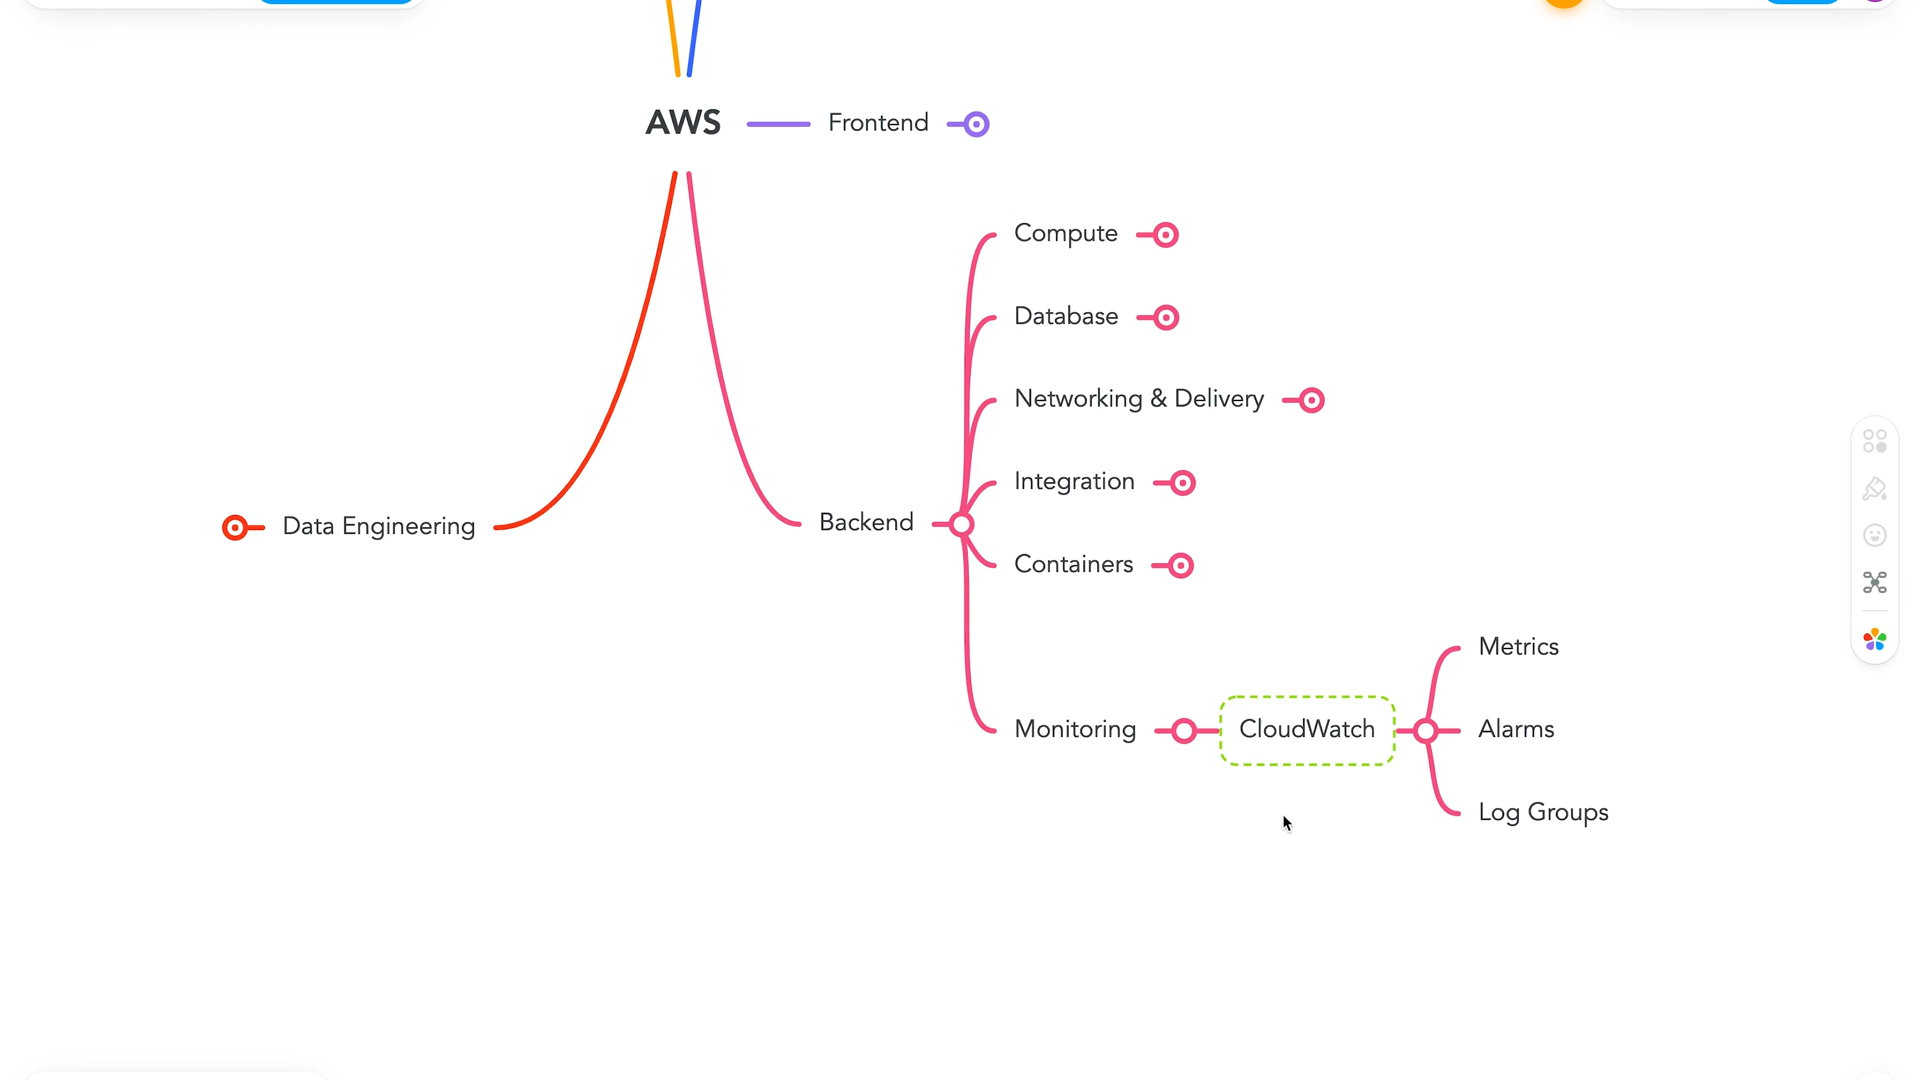 AWS
Frontend
Compute
Database
Networking & Delivery
Integration
Data Engineering
Backend
Containers
Metrics
Monitoring
CloudWatch
Alarms
Log Groups